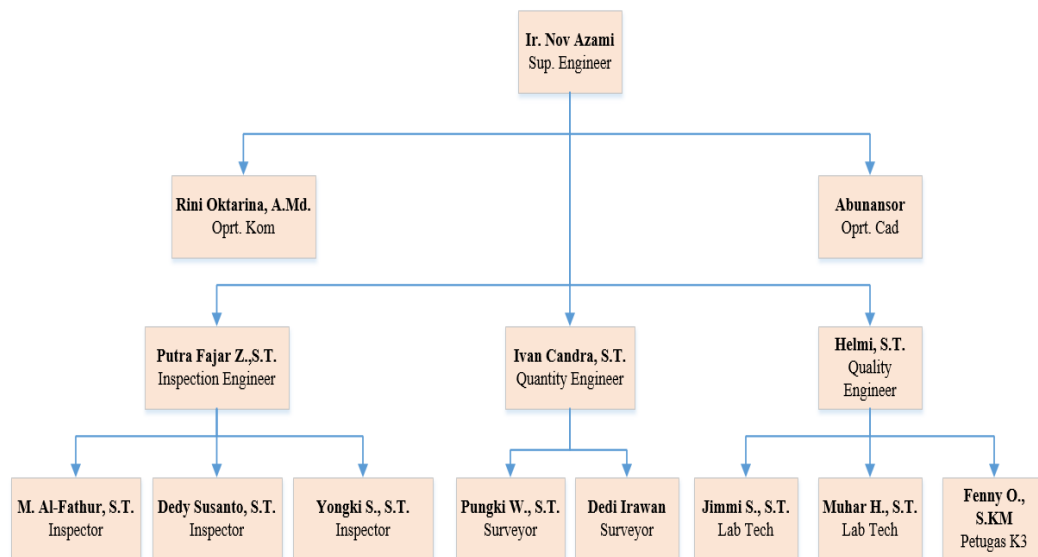 Ir. Nov Azami
Sup. Engineer
Rini Oktarina, A.Md.
Oprt. Kom
Abunansor
Oprt. Cad
Putra Fajar Z.,S.T.
Inspection Engineer
Ivan Candra, S.T.
Quantity Engineer
Helmi, S.T.
Quality
Engineer
M. Al-Fathur, S.T.
Inspector
Dedy Susanto, S.T.
Inspector
Yongki S., S.T.
Inspector
Pungki W., S.T.
Surveyor
Dedi Irawan
Surveyor
Jimmi S., S.T.
Lab Tech
Muhar H., S.T.
Lab Tech
Fenny O.,
S.KM
Petugas K3